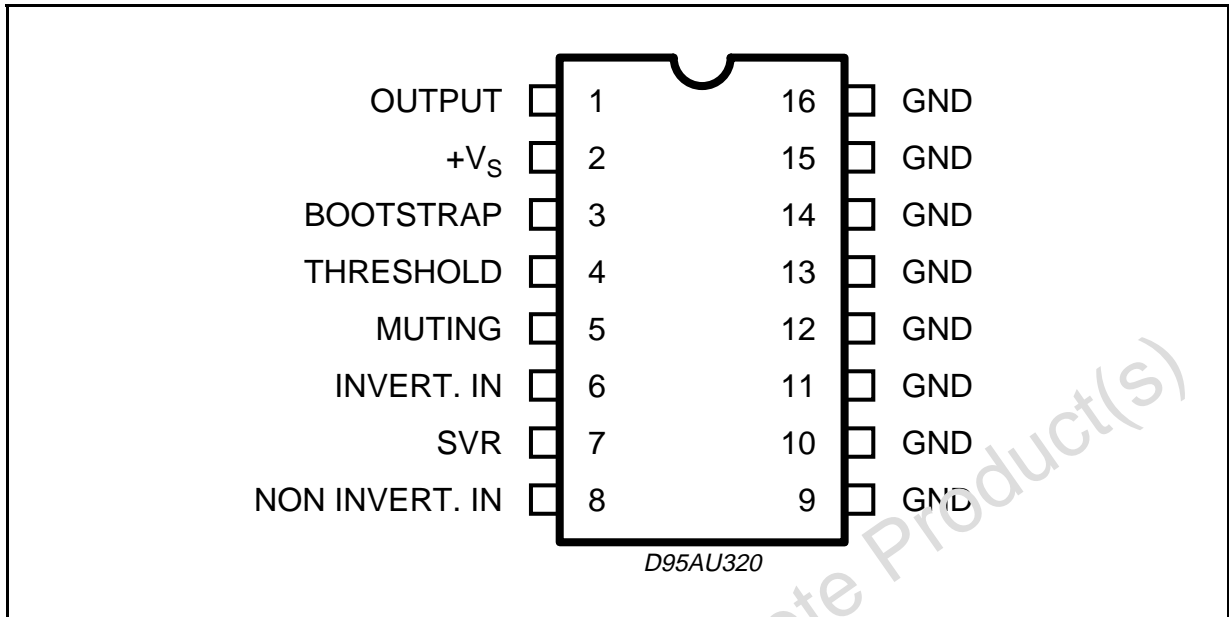 OUTPUT 1 16 GND
+VS 2 15 GND
BOOTSTRAP 3 14 GND
THRESHOLD 4 13 GND
MUTING 5 12 GND
INVERT. IN 6 11 GND
SVR 7 10 GND
NON INVERT. IN 8 9 GND
D95AU320
te Product(s)